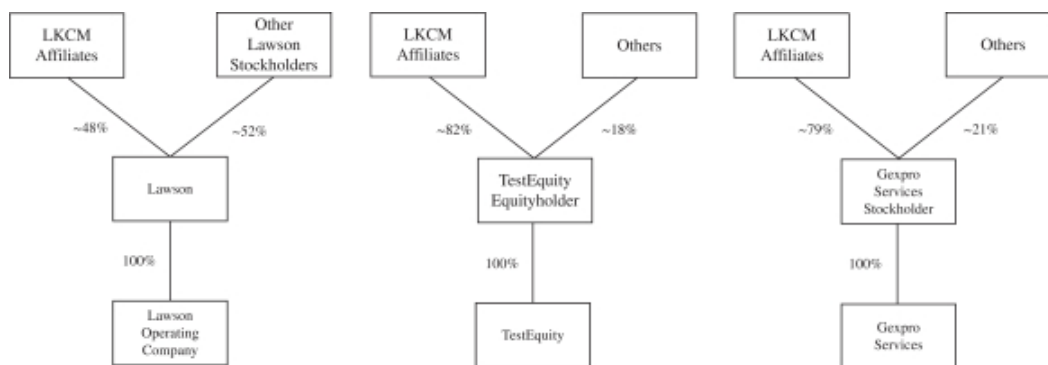 LKCM
Affiliates
Other
Lawson
Stockholders
~48%
~52%
Lawson
100%
Lawson
Operating
Company
LKCM
Affiliates
Others
~82%
~18%
TestEquity
Equityholder
100%
TestEquity
LKCM
Affiliates
Others
~79%
~21%
Gexpro
Services
Stockholder
100%
Gexpro
Services